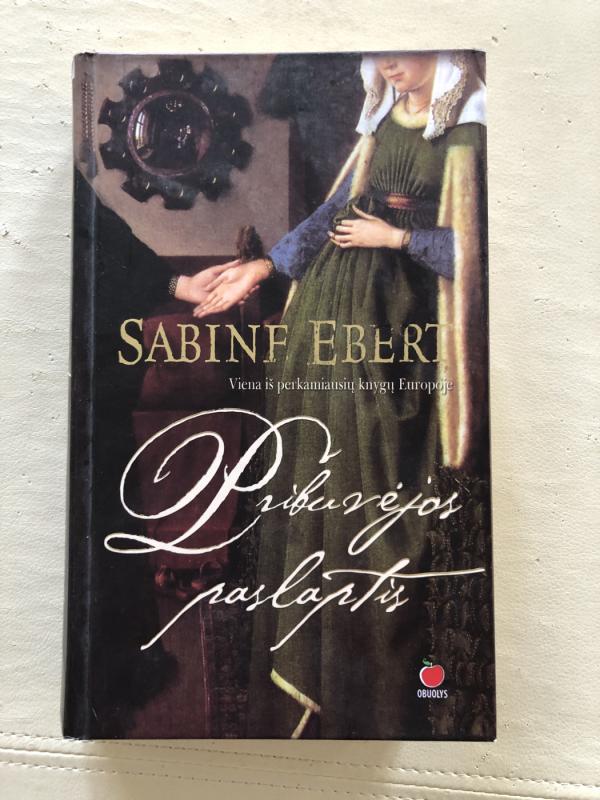 SABINE EBERT
Viena iš perkamiausių knygų Europoje
Pribuvėjos
paslaptis
OBUOLYS